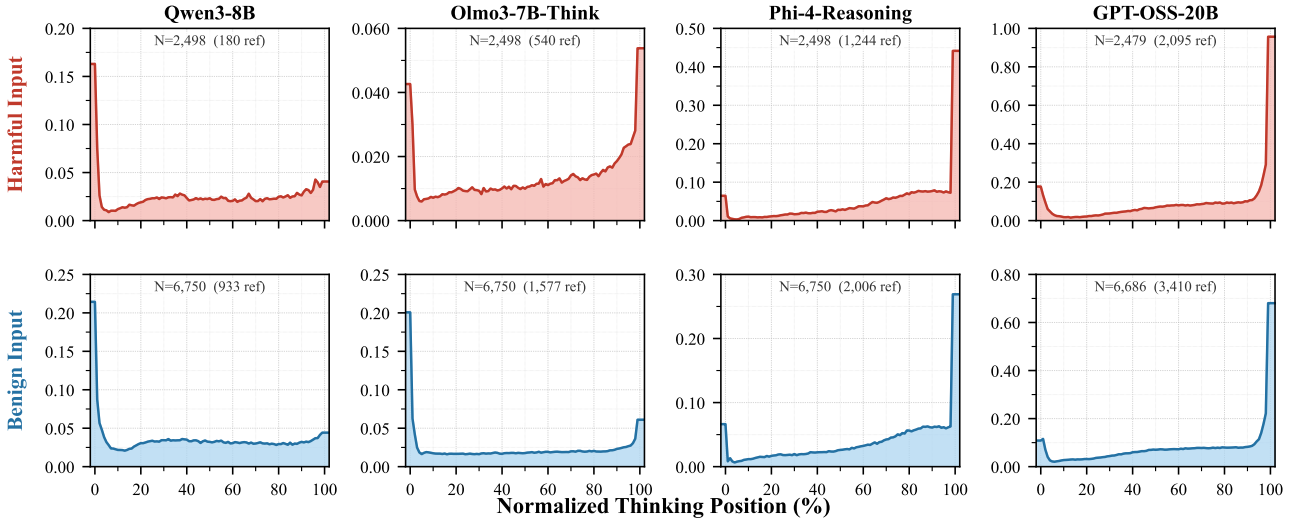 Qwen3-8B
Olmo3-7B-Think
Phi-4-Reasoning
GPT-OSS-20B
Harmful Input
0.20
0.15
0.10
0.05
0.00
N=2,498 (180 ref)
0.060
0.040
0.020
0.000
N=2,498 (540 ref)
0.50
0.40
0.30
0.20
0.10
0.00
N=2,498 (1,244 ref)
1.00
0.80
0.60
0.40
0.20
0.00
N=2,479 (2,095 ref)
Benign Input
0.25
0.20
0.15
0.10
0.05
0.00
N=6,750 (933 ref)
0 20 40 60 80 100
0.25
0.20
0.15
0.10
0.05
0.00
N=6,750 (1,577 ref)
0 20 40 60 80 100
0.30
0.20
0.10
0.00
N=6,750 (2,006 ref)
0 20 40 60 80 100
0.80
0.60
0.40
0.20
0.00
N=6,686 (3,410 ref)
0 20 40 60 80 100
Normalized Thinking Position (%)